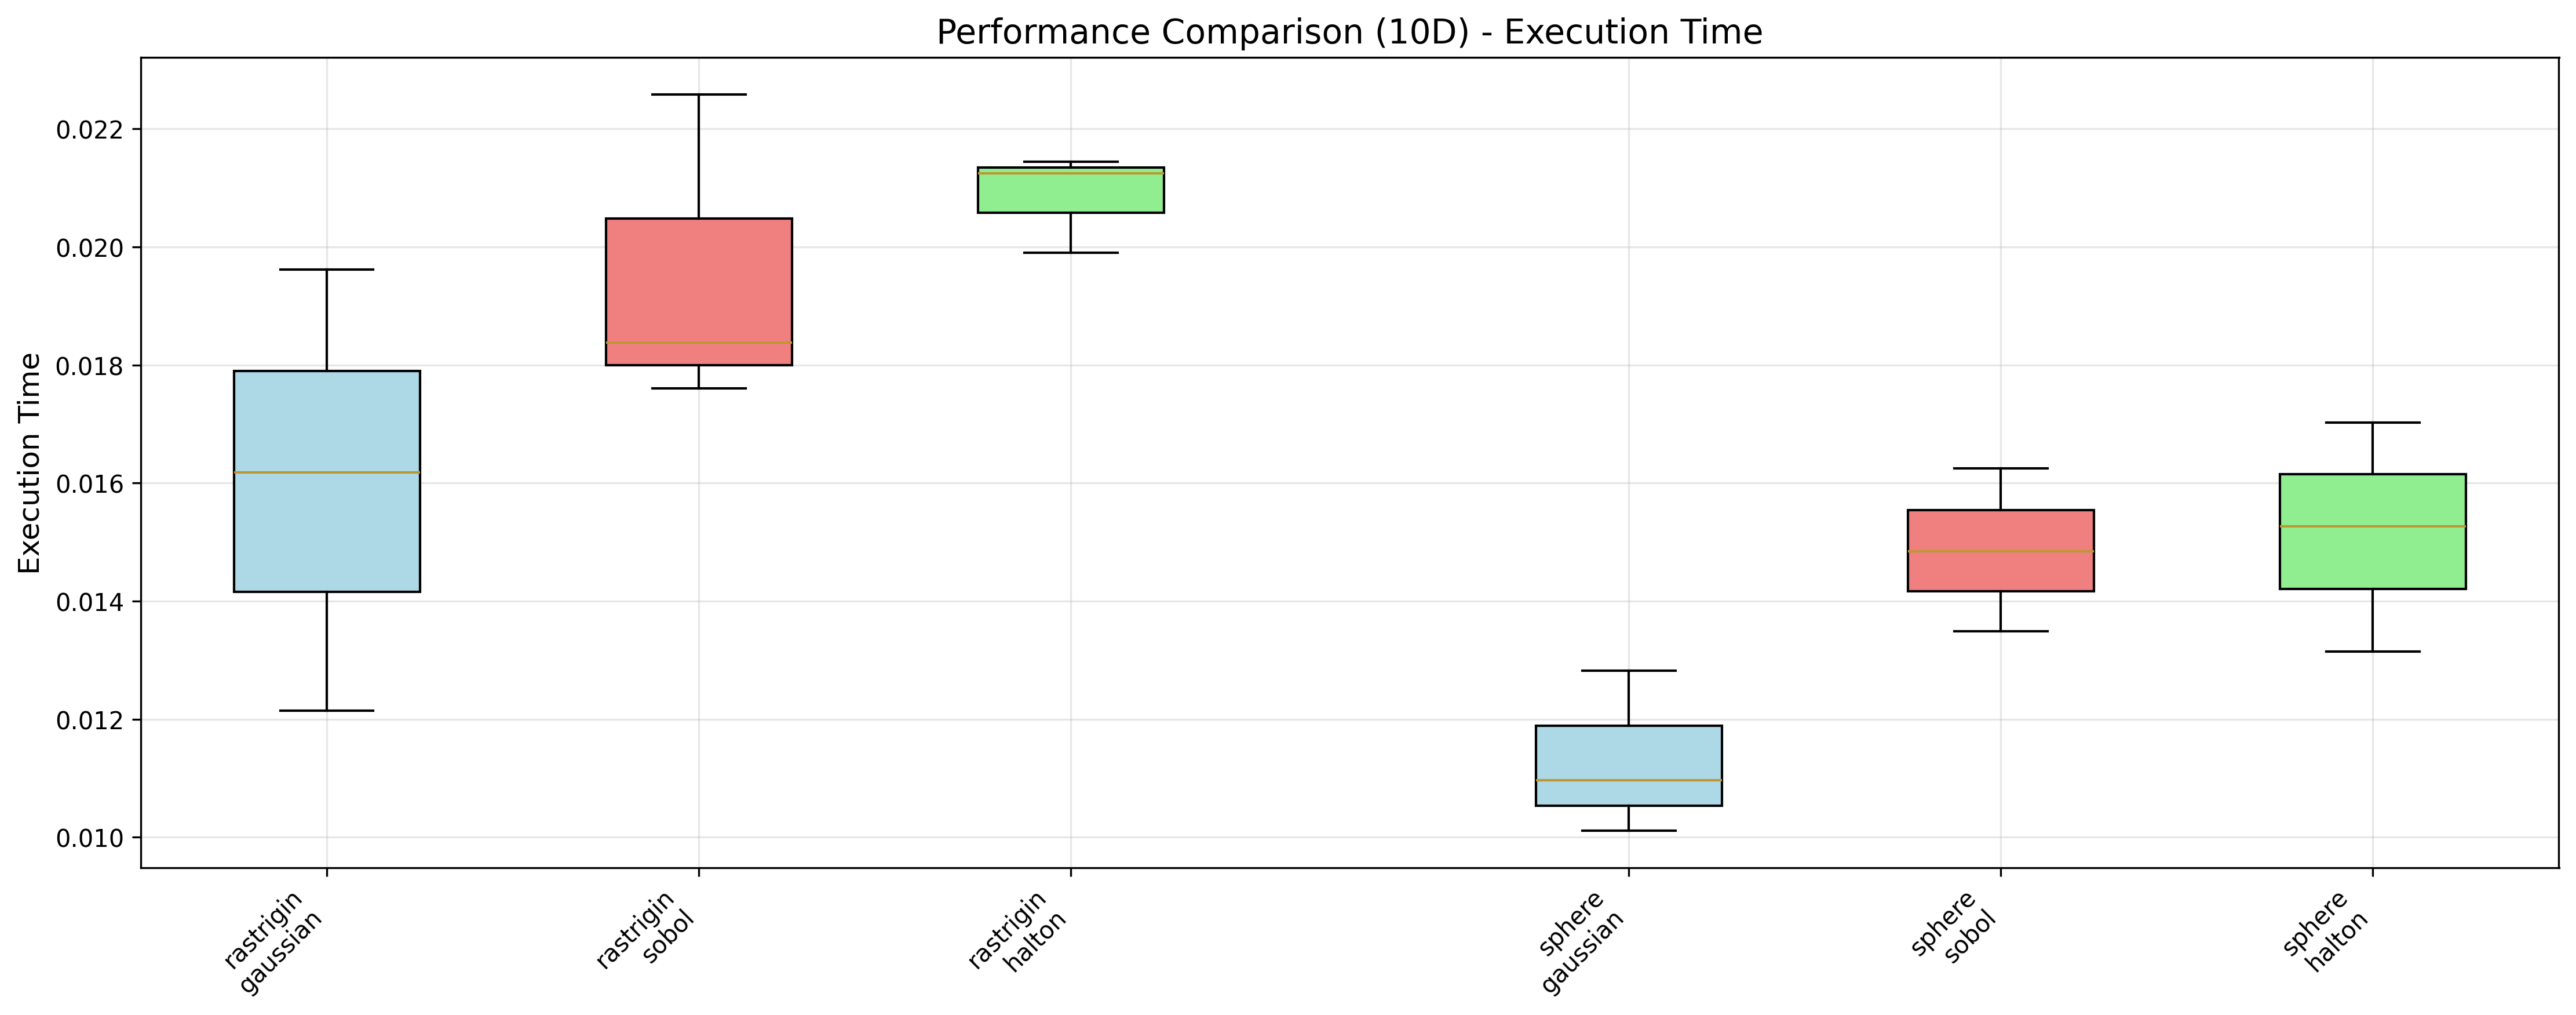 Performance Comparison (10D) - Execution Time
Execution Time
0.022
0.020
0.018
0.016
0.014
0.012
0.010
rastrigin
gaussian
rastrigin
sobol
rastrigin
halton
sphere
gaussian
sphere
sobol
sphere
halton